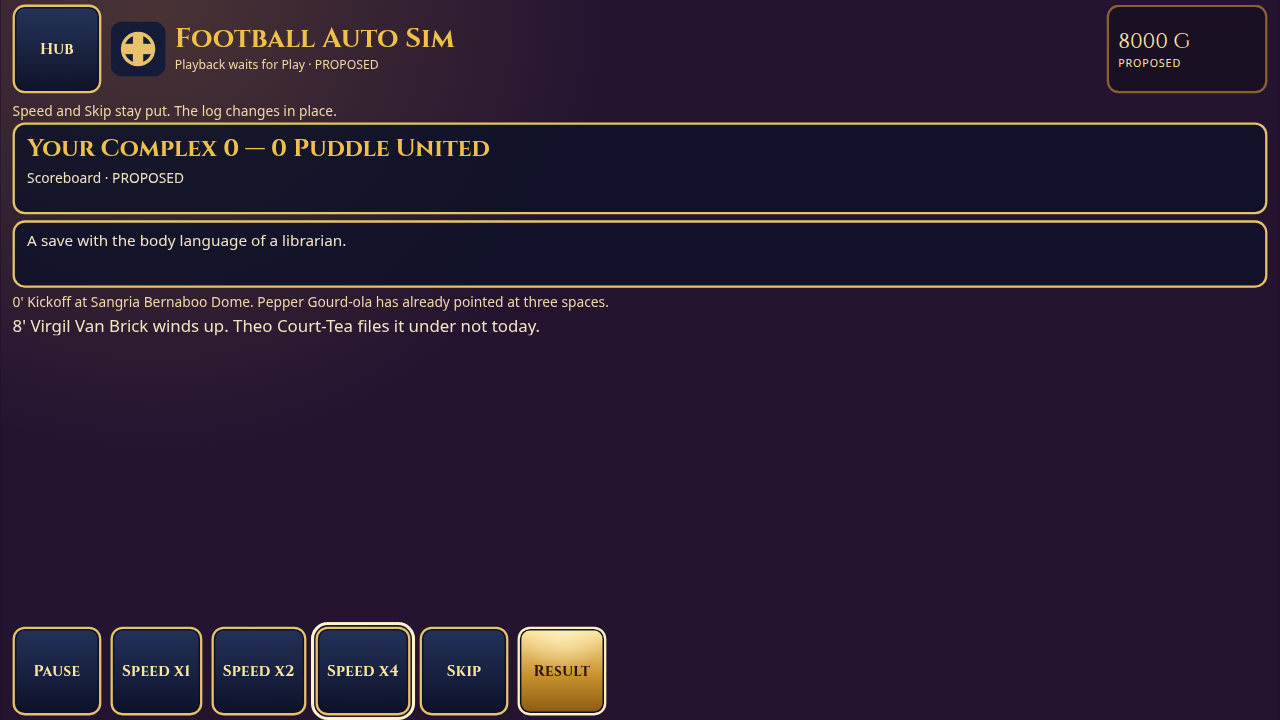 Hub
Football Auto Sim
Playback waits for Play · PROPOSED
8000 G
PROPOSED
Speed and Skip stay put. The log changes in place.
Your Complex 0 — 0 Puddle United
Scoreboard · PROPOSED
A save with the body language of a librarian.
0' Kickoff at Sangria Bernaboo Dome. Pepper Gourd-ola has already pointed at three spaces.
8' Virgil Van Brick winds up. Theo Court-Tea files it under not today.
Pause
Speed x1
Speed x2
Speed x4
Skip
Result